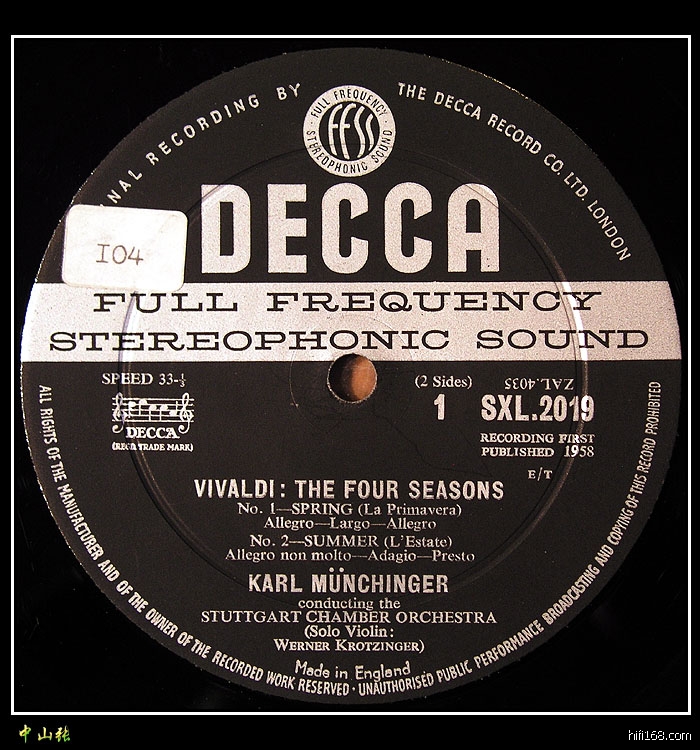 NAL RECORDING BY
THE DECCA RECORD CO. LTD. LONDON
· FULL FREQUENCY · STEREOPHONIC SOUND
FFSS
DECCA
IO4
FULL FREQUENCY
STEREOPHONIC SOUND
SPEED 33-⅓
DECCA
(REGD. TRADE MARK)
(2 Sides)
1
ZAL.4035
SXL.2019
RECORDING FIRST
PUBLISHED 1958
E/T
VIVALDI: THE FOUR SEASONS
No. 1—SPRING (La Primavera)
Allegro—Largo—Allegro
No. 2—SUMMER (L'Estate)
Allegro non molto—Adagio—Presto
KARL MÜNCHINGER
conducting the
STUTTGART CHAMBER ORCHESTRA
(Solo Violin:
WERNER KROTZINGER)
Made in England
ALL RIGHTS OF THE MANUFACTURER AND OF THE OWNER OF THE RECORDED WORK RESERVED · UNAUTHORISED PUBLIC PERFORMANCE BROADCASTING AND COPYING OF THIS RECORD PROHIBITED
中山张
hifi168.com